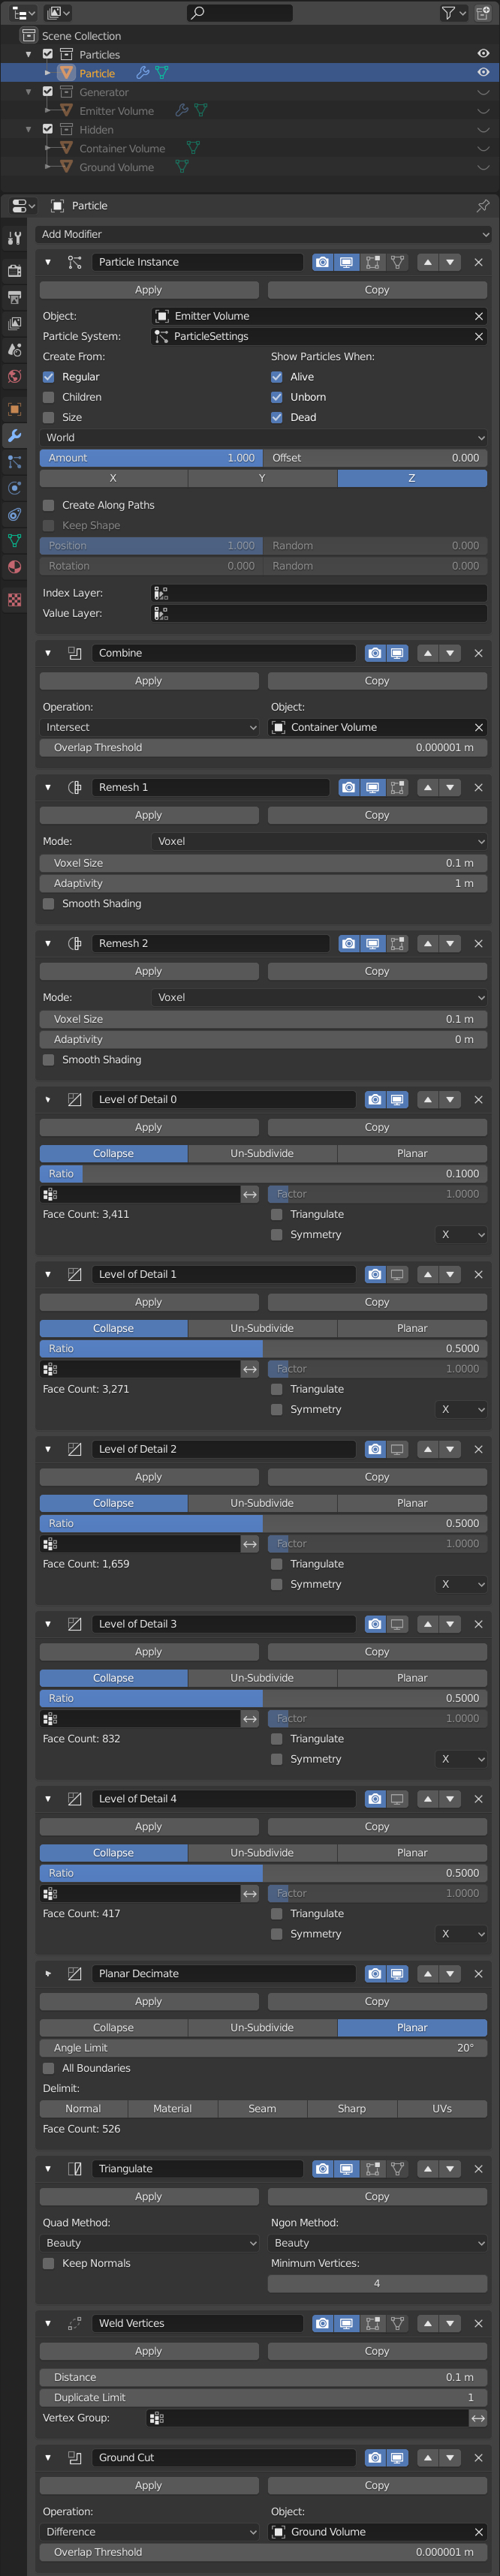 Scene Collection
Particles
Particle
Generator
Emitter Volume
Hidden
Container Volume
Ground Volume
Particle
Add Modifier
Particle Instance
Apply Copy
Object: Emitter Volume
Particle System: ParticleSettings
Create From: Show Particles When:
Regular Alive
Children Unborn
Size Dead
World
Amount 1.000 Offset 0.000
X Y Z
Create Along Paths
Keep Shape
Position 1.000 Random 0.000
Rotation 0.000 Random 0.000
Index Layer:
Value Layer:
Combine
Apply Copy
Operation: Object:
Intersect Container Volume
Overlap Threshold 0.000001 m
Remesh 1
Apply Copy
Mode: Voxel
Voxel Size 0.1 m
Adaptivity 1 m
Smooth Shading
Remesh 2
Apply Copy
Mode: Voxel
Voxel Size 0.1 m
Adaptivity 0 m
Smooth Shading
Level of Detail 0
Apply Copy
Collapse Un-Subdivide Planar
Ratio 0.1000
Factor 1.0000
Face Count: 3,411 Triangulate
Symmetry X
Level of Detail 1
Apply Copy
Collapse Un-Subdivide Planar
Ratio 0.5000
Factor 1.0000
Face Count: 3,271 Triangulate
Symmetry X
Level of Detail 2
Apply Copy
Collapse Un-Subdivide Planar
Ratio 0.5000
Factor 1.0000
Face Count: 1,659 Triangulate
Symmetry X
Level of Detail 3
Apply Copy
Collapse Un-Subdivide Planar
Ratio 0.5000
Factor 1.0000
Face Count: 832 Triangulate
Symmetry X
Level of Detail 4
Apply Copy
Collapse Un-Subdivide Planar
Ratio 0.5000
Factor 1.0000
Face Count: 417 Triangulate
Symmetry X
Planar Decimate
Apply Copy
Collapse Un-Subdivide Planar
Angle Limit 20°
All Boundaries
Delimit:
Normal Material Seam Sharp UVs
Face Count: 526
Triangulate
Apply Copy
Quad Method: Ngon Method:
Beauty Beauty
Keep Normals Minimum Vertices:
4
Weld Vertices
Apply Copy
Distance 0.1 m
Duplicate Limit 1
Vertex Group:
Ground Cut
Apply Copy
Operation: Object:
Difference Ground Volume
Overlap Threshold 0.000001 m